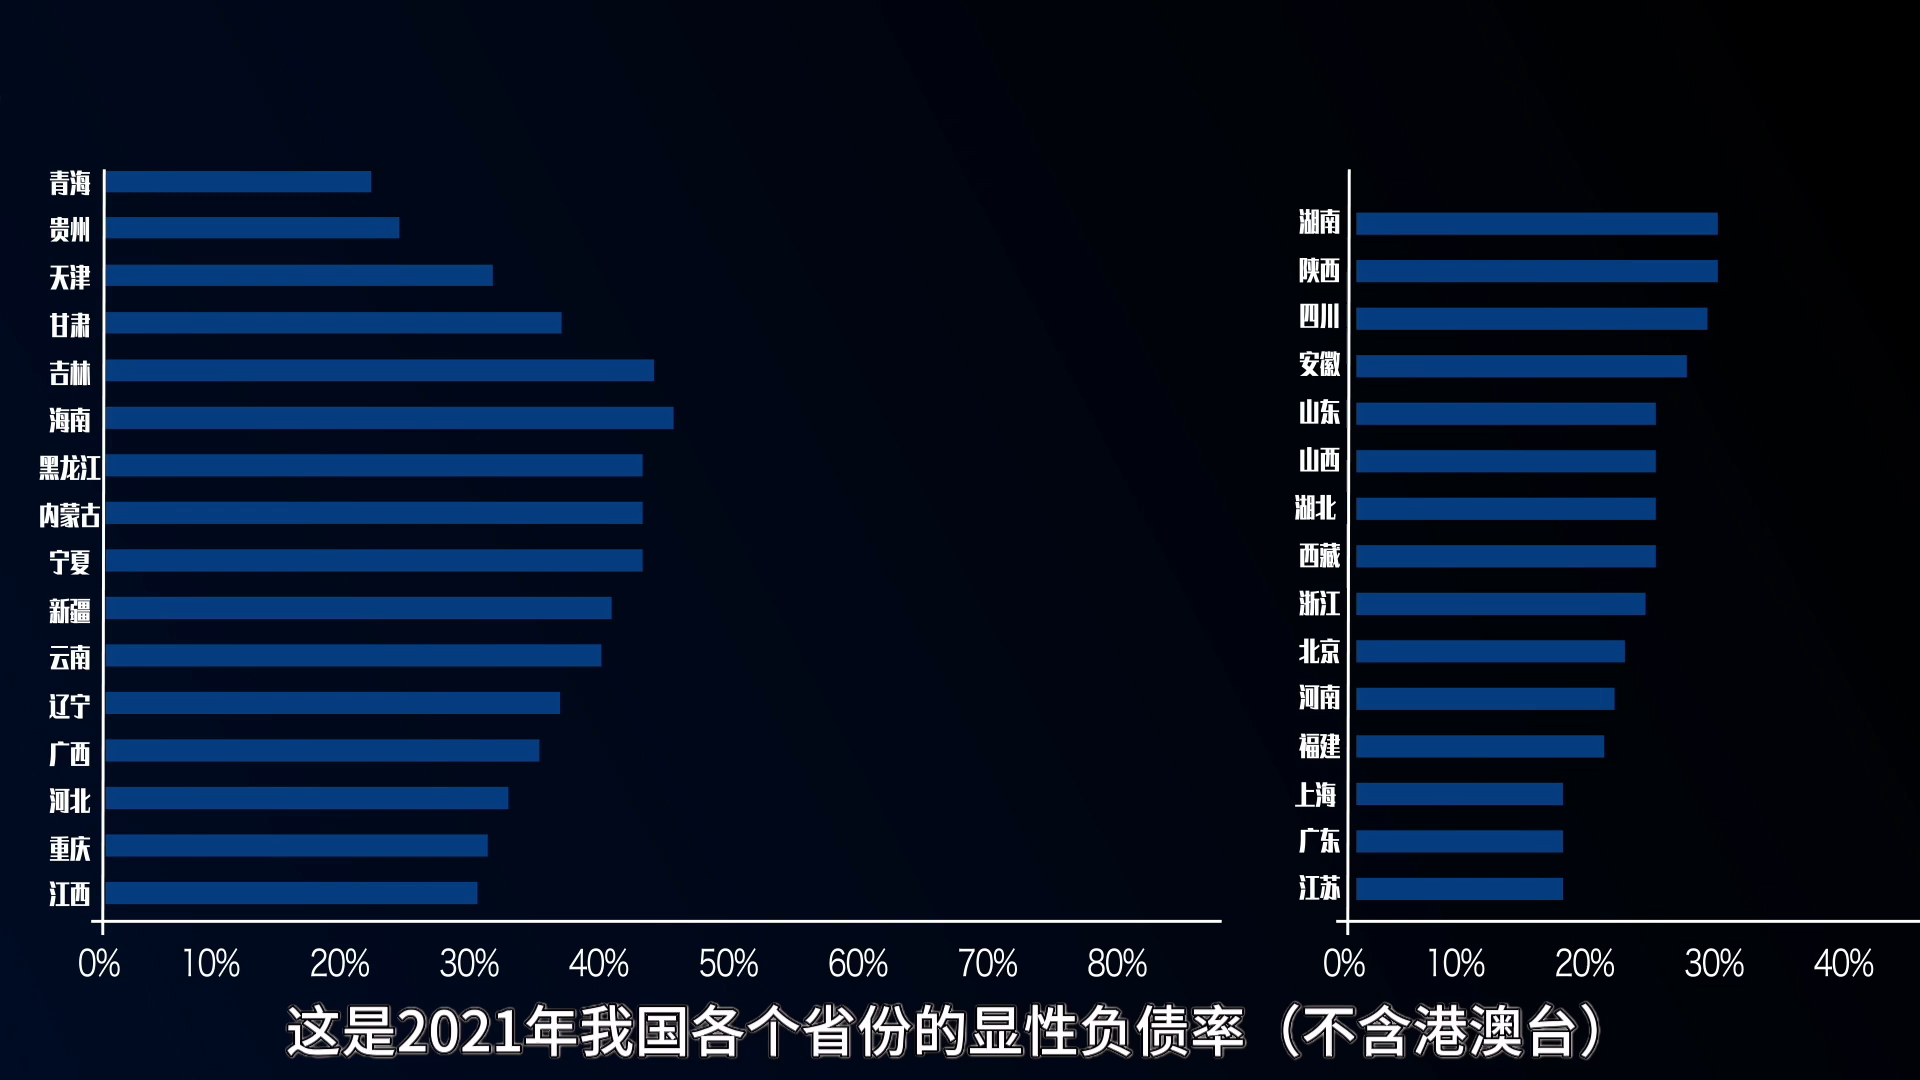 青海
贵州
天津
甘肃
吉林
海南
黑龙江
内蒙古
宁夏
新疆
云南
辽宁
广西
河北
重庆
江西
0% 10% 20% 30% 40% 50% 60% 70% 80%
湖南
陕西
四川
安徽
山东
山西
湖北
西藏
浙江
北京
河南
福建
上海
广东
江苏
0% 10% 20% 30% 40%
这是2021年我国各个省份的显性负债率（不含港澳台）